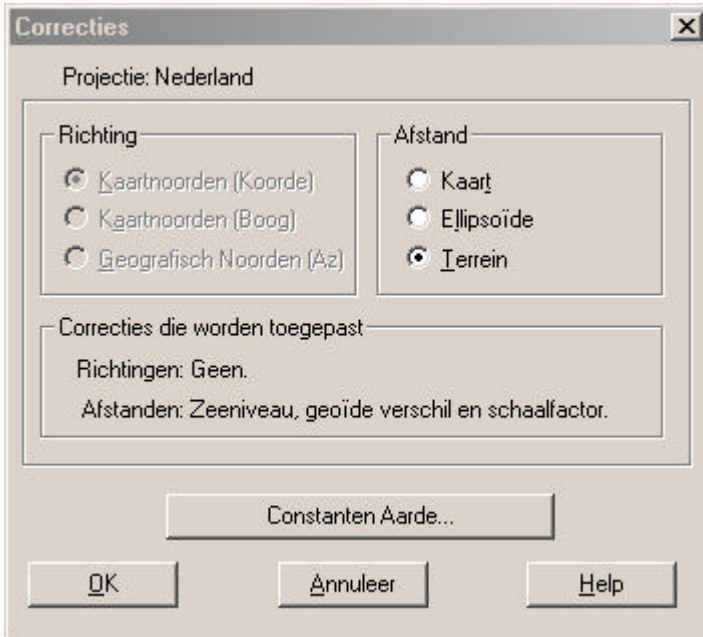 Correcties
Projectie: Nederland
Richting
Kaartnoorden (Koorde)
Kaartnoorden (Boog)
Geografisch Noorden (Az)
Afstand
Kaart
Ellipsoïde
Terrein
Correcties die worden toegepast
Richtingen: Geen.
Afstanden: Zeeniveau, geoïde verschil en schaalfactor.
Constanten Aarde...
OK
Annuleer
Help